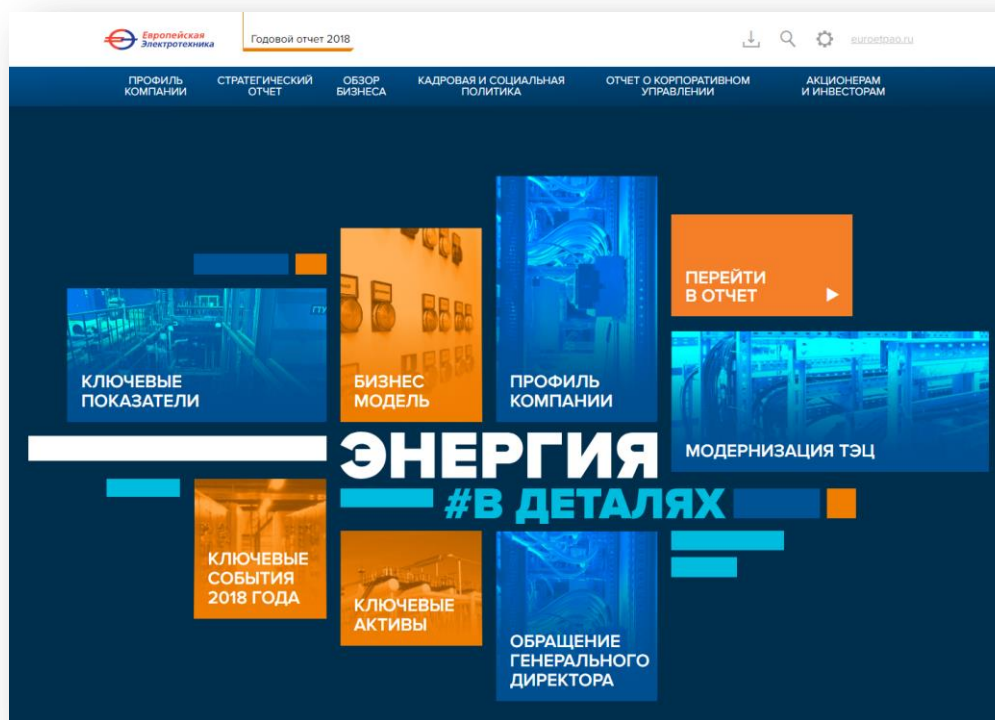 Европейская
Электротехника
Годовой отчет 2018
euroetpao.ru
ПРОФИЛЬ
КОМПАНИИ
СТРАТЕГИЧЕСКИЙ
ОТЧЕТ
ОБЗОР
БИЗНЕСА
КАДРОВАЯ И СОЦИАЛЬНАЯ
ПОЛИТИКА
ОТЧЕТ О КОРПОРАТИВНОМ
УПРАВЛЕНИИ
АКЦИОНЕРАМ
И ИНВЕСТОРАМ
ПЕРЕЙТИ
В ОТЧЕТ
ГТУ
КЛЮЧЕВЫЕ
ПОКАЗАТЕЛИ
БИЗНЕС
МОДЕЛЬ
ПРОФИЛЬ
КОМПАНИИ
МОДЕРНИЗАЦИЯ ТЭЦ
ЭНЕРГИЯ
#В ДЕТАЛЯХ
КЛЮЧЕВЫЕ
СОБЫТИЯ
2018 ГОДА
КЛЮЧЕВЫЕ
АКТИВЫ
ОБРАЩЕНИЕ
ГЕНЕРАЛЬНОГО
ДИРЕКТОРА